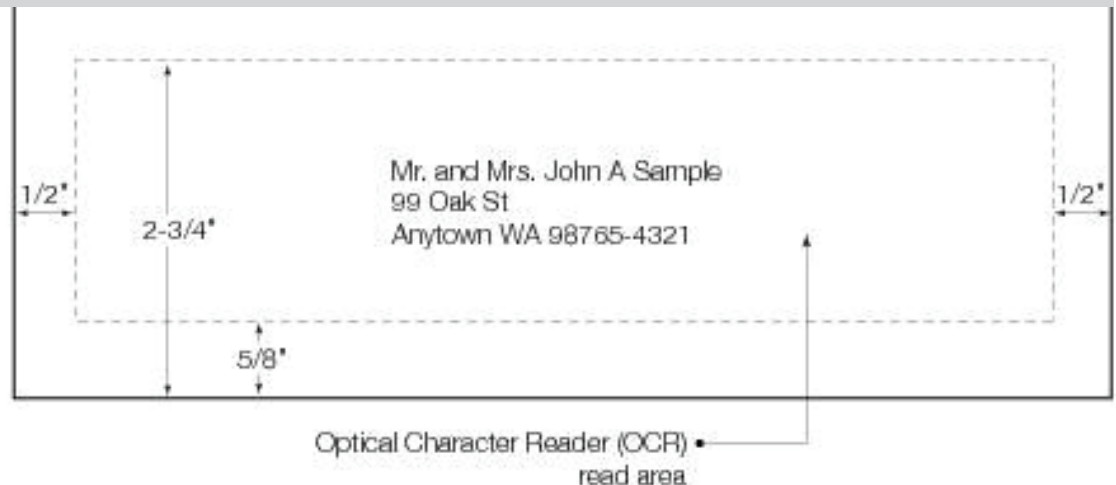 Mr. and Mrs. John A Sample
99 Oak St
Anytown WA 98765-4321
1/2"
2-3/4"
1/2"
5/8"
Optical Character Reader (OCR)
read area